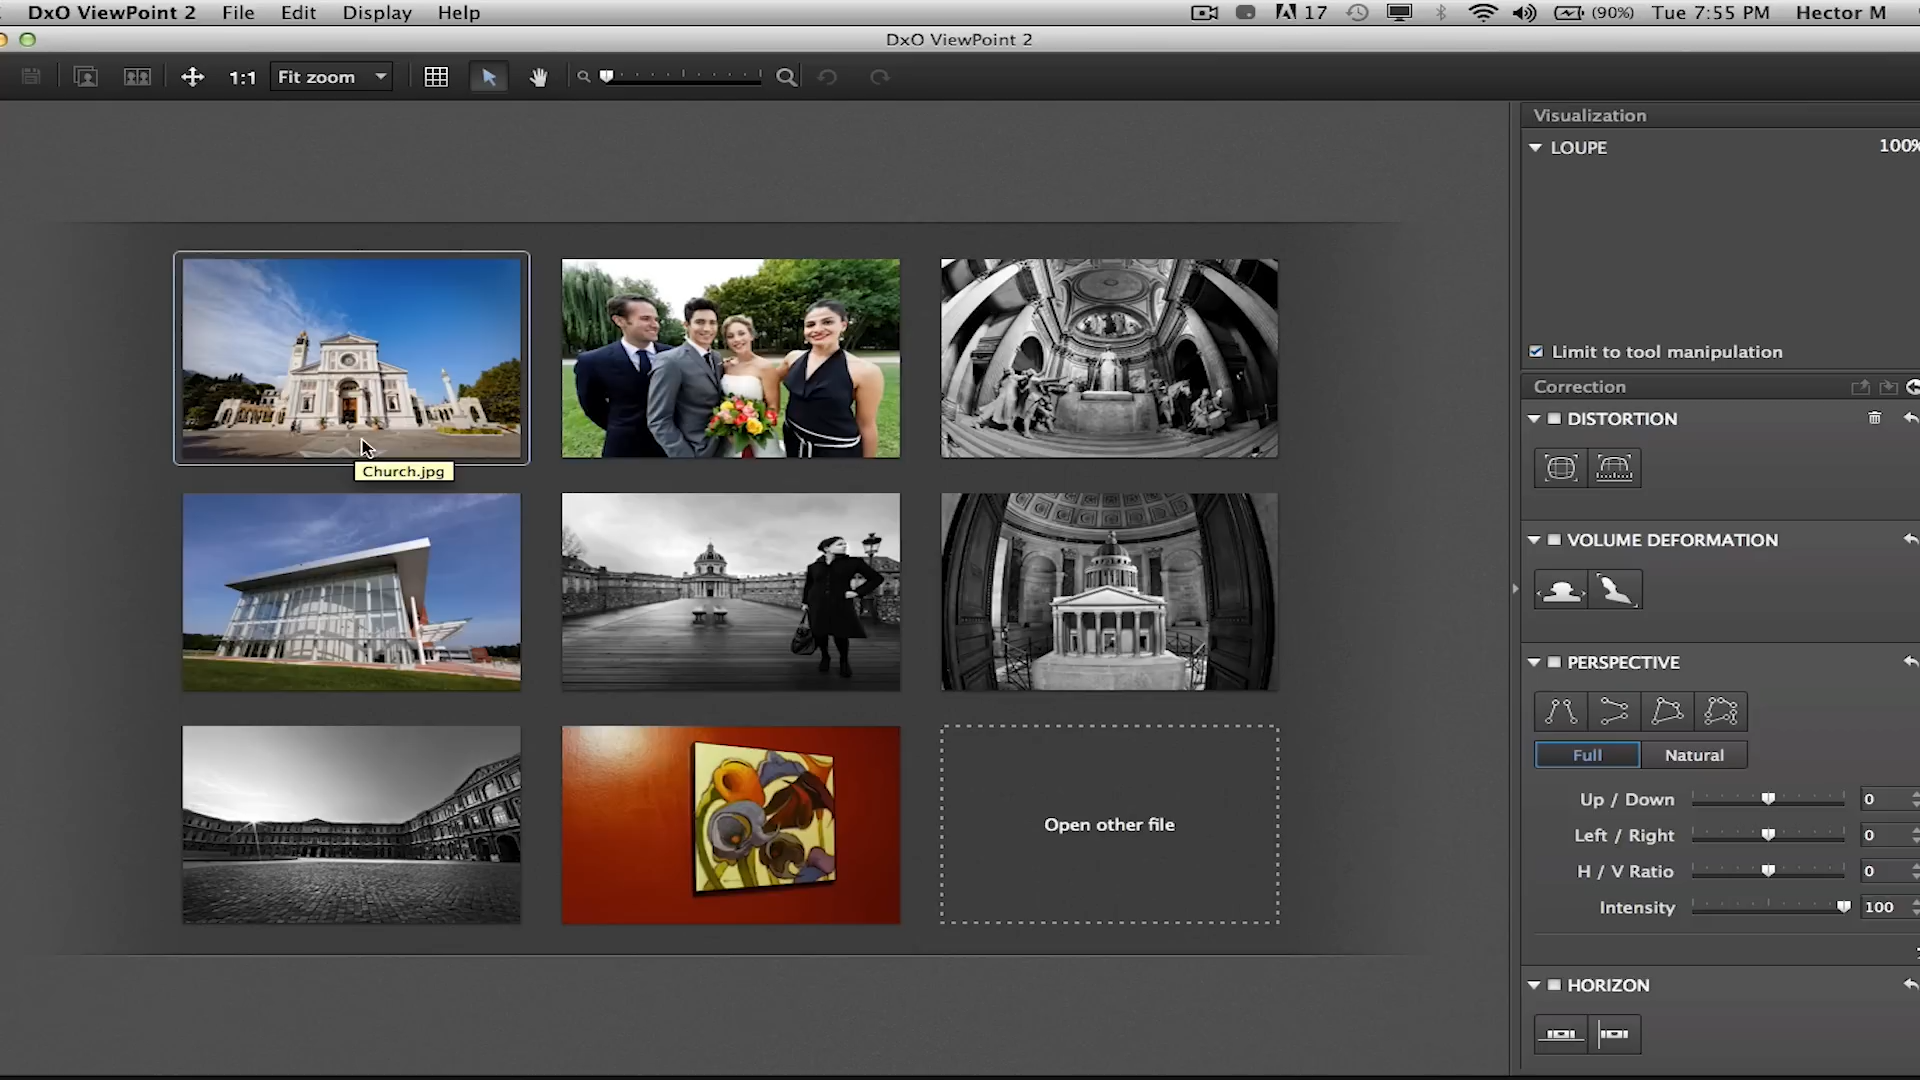 DxO ViewPoint 2 File Edit Display Help 17 (90%) Tue 7:55 PM Hector M
DxO ViewPoint 2
1:1 Fit zoom
Visualization
LOUPE 100%
Church.jpg
Limit to tool manipulation
Correction
DISTORTION
VOLUME DEFORMATION
PERSPECTIVE
Full Natural
Up / Down 0
Left / Right 0
H / V Ratio 0
Intensity 100
Open other file
HORIZON